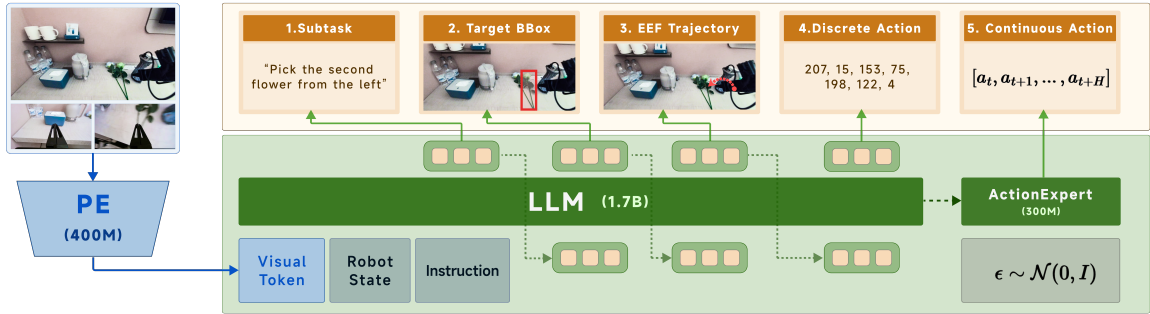 1.Subtask
2. Target BBox
3. EEF Trajectory
4.Discrete Action
5. Continuous Action
“Pick the second
flower from the left”
207, 15, 153, 75,
198, 122, 4
[a_t, a_{t+1}, ..., a_{t+H}]
PE
(400M)
LLM (1.7B)
ActionExpert
(300M)
Visual
Token
Robot
State
Instruction
ϵ ∼ 𝒩(0, I)